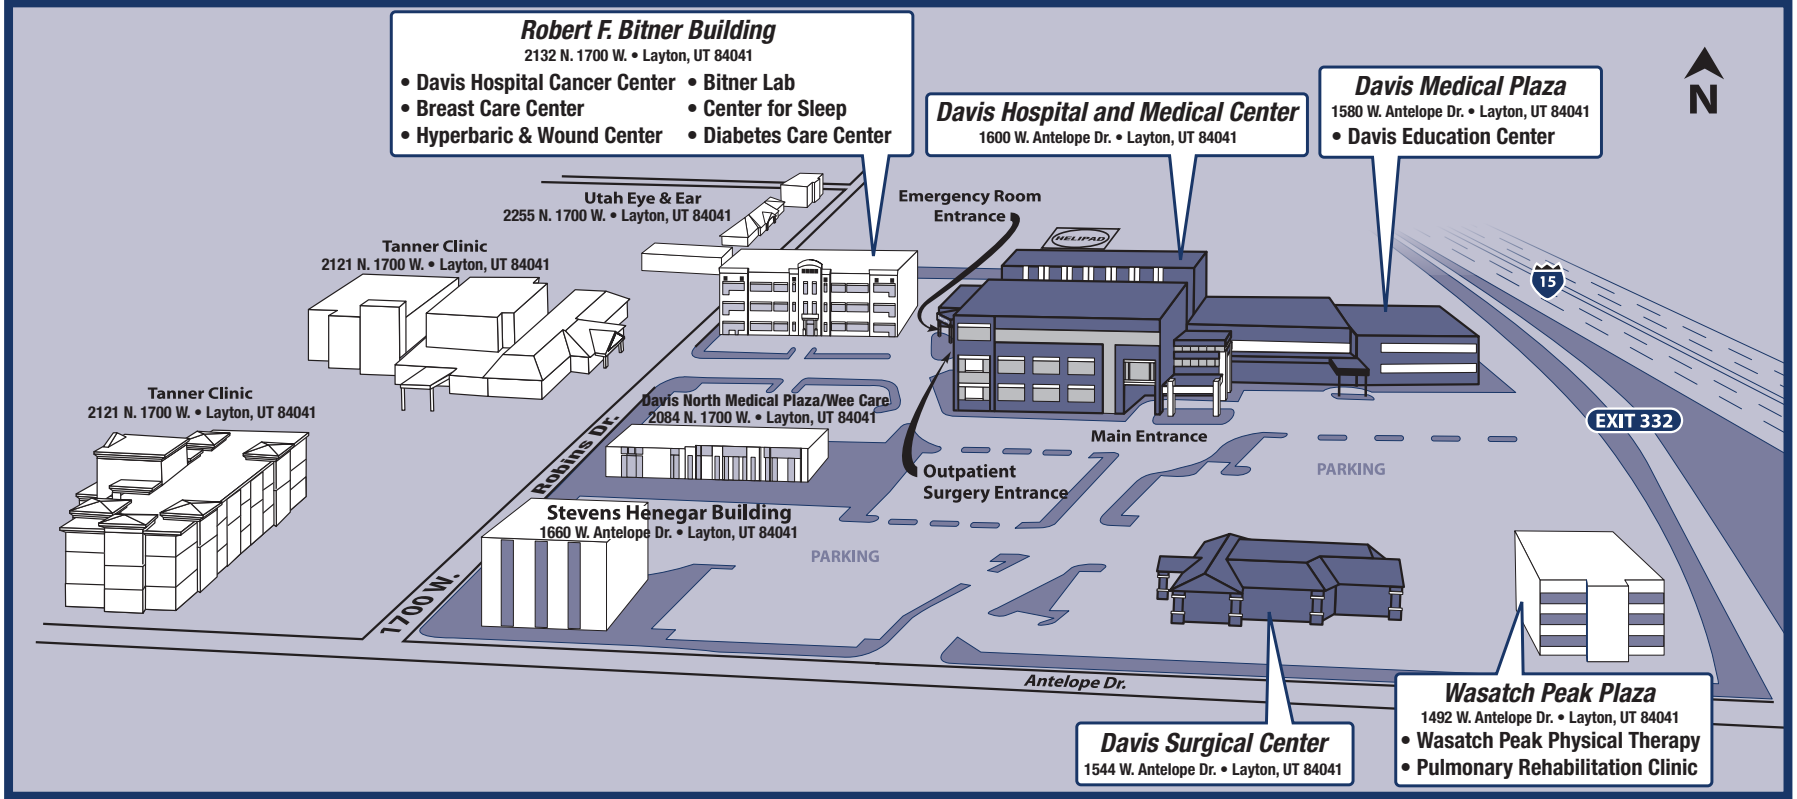 Robert F. Bitner Building
2132 N. 1700 W. • Layton, UT 84041
• Davis Hospital Cancer Center • Bitner Lab
• Breast Care Center • Center for Sleep
• Hyperbaric & Wound Center • Diabetes Care Center
Davis Hospital and Medical Center
1600 W. Antelope Dr. • Layton, UT 84041
Davis Medical Plaza
1580 W. Antelope Dr. • Layton, UT 84041
• Davis Education Center
N
Utah Eye & Ear
2255 N. 1700 W. • Layton, UT 84041
Emergency Room
Entrance
HELIPAD
Tanner Clinic
2121 N. 1700 W. • Layton, UT 84041
15
Tanner Clinic
2121 N. 1700 W. • Layton, UT 84041
Davis North Medical Plaza/Wee Care
2084 N. 1700 W. • Layton, UT 84041
Robins Dr.
Main Entrance
EXIT 332
PARKING
Outpatient
Surgery Entrance
Stevens Henegar Building
1660 W. Antelope Dr. • Layton, UT 84041
PARKING
1700 W.
Antelope Dr.
Davis Surgical Center
1544 W. Antelope Dr. • Layton, UT 84041
Wasatch Peak Plaza
1492 W. Antelope Dr. • Layton, UT 84041
• Wasatch Peak Physical Therapy
• Pulmonary Rehabilitation Clinic